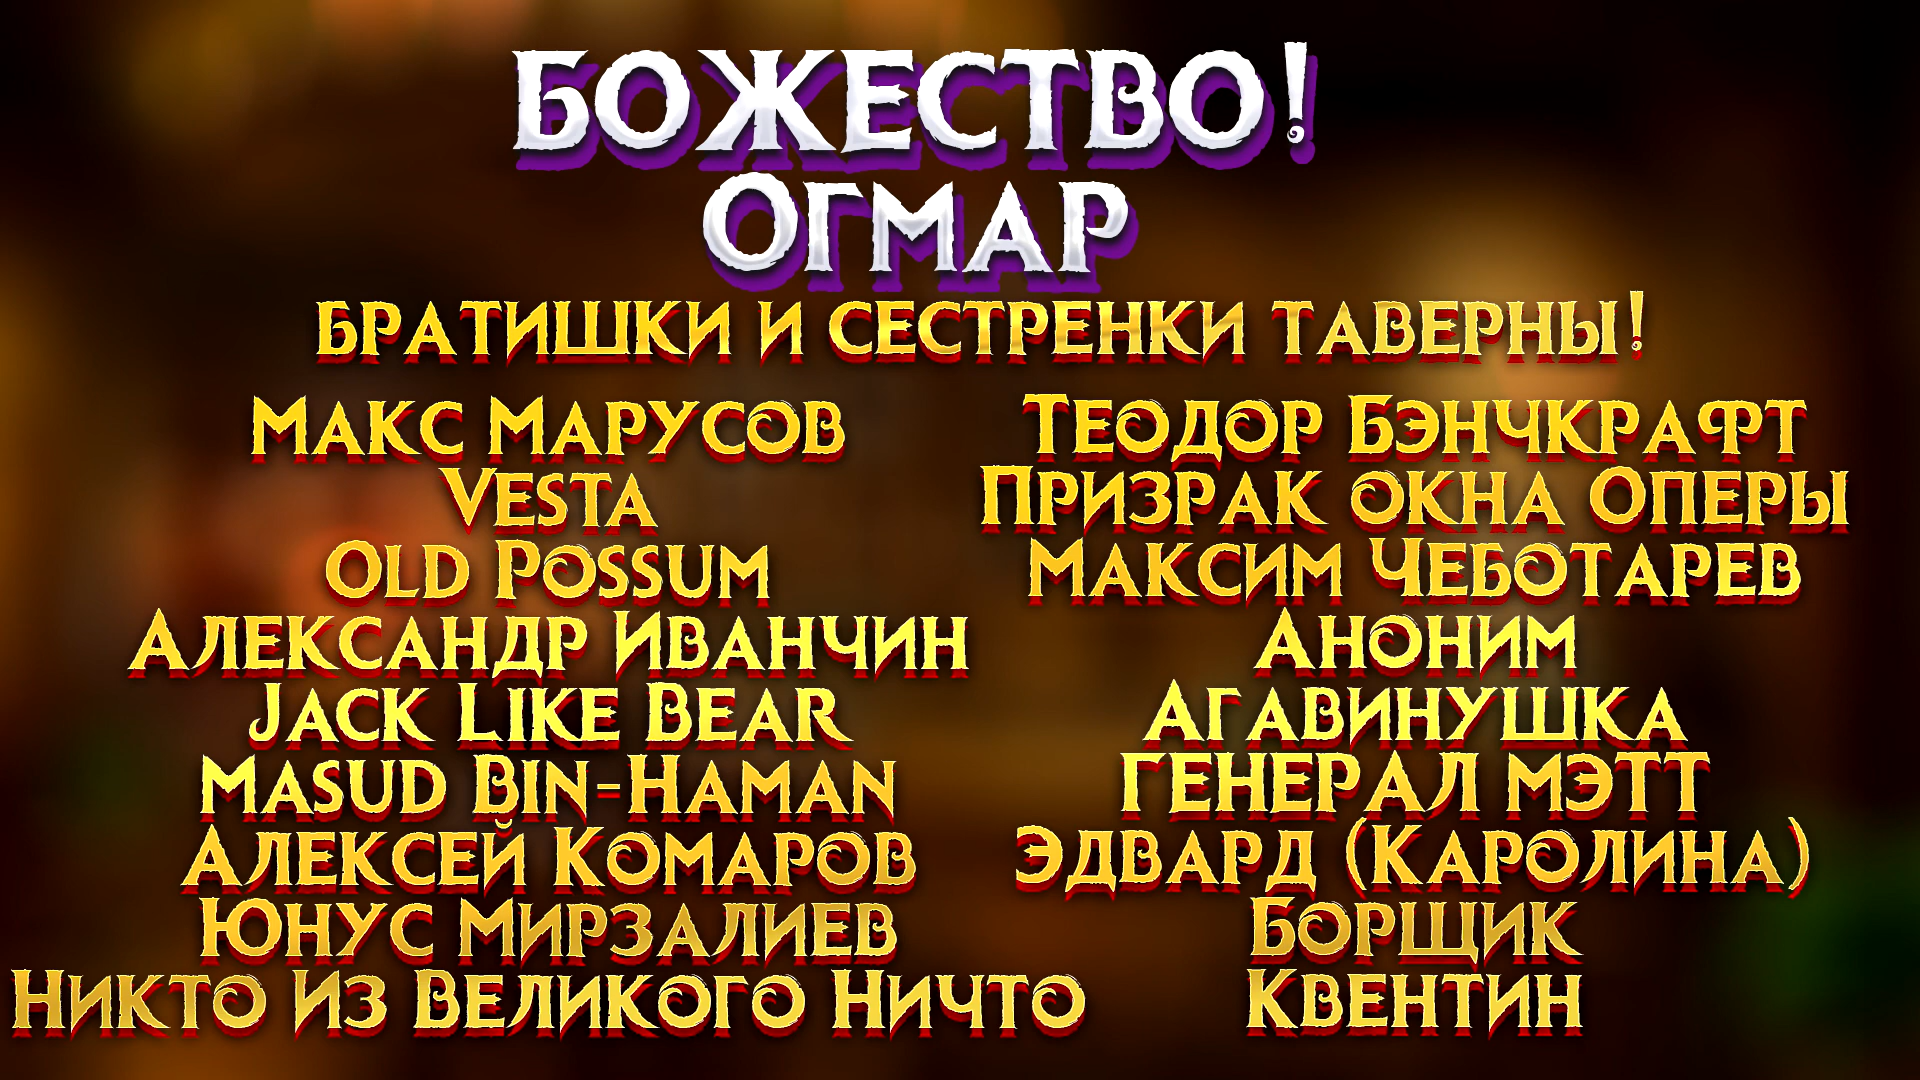 БОЖЕСТВО!
Огмар
БРАТИШКИ И СЕСТРЕНКИ ТАВЕРНЫ!
Макс Марусов
Vesta
Old Possum
Александр Иванчин
Jack Like Bear
Masud Bin-Haman
Алексей Комаров
Юнус Мирзалиев
Никто Из Великого Ничто
Теодор Бэнчкрафт
Призрак окна Оперы
Максим Чеботарев
Аноним
Агавинушка
ГЕНЕРАЛ МЭТТ
Эдвард (Каролина)
Борщик
Квентин